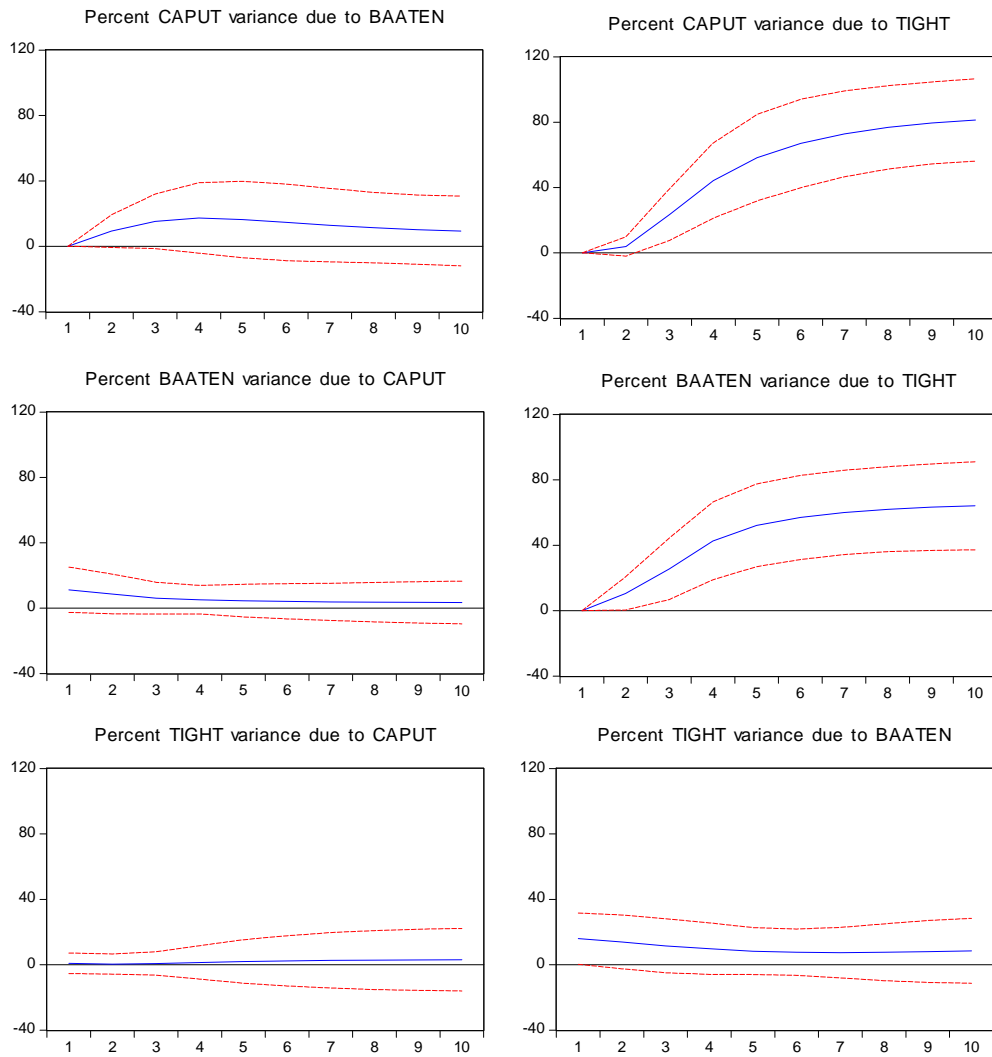 Percent CAPUT variance due to BAATEN
120
80
40
0
-40
1 2 3 4 5 6 7 8 9 10
Percent CAPUT variance due to TIGHT
120
80
40
0
-40
1 2 3 4 5 6 7 8 9 10
Percent BAATEN variance due to CAPUT
120
80
40
0
-40
1 2 3 4 5 6 7 8 9 10
Percent BAATEN variance due to TIGHT
120
80
40
0
-40
1 2 3 4 5 6 7 8 9 10
Percent TIGHT variance due to CAPUT
120
80
40
0
-40
1 2 3 4 5 6 7 8 9 10
Percent TIGHT variance due to BAATEN
120
80
40
0
-40
1 2 3 4 5 6 7 8 9 10